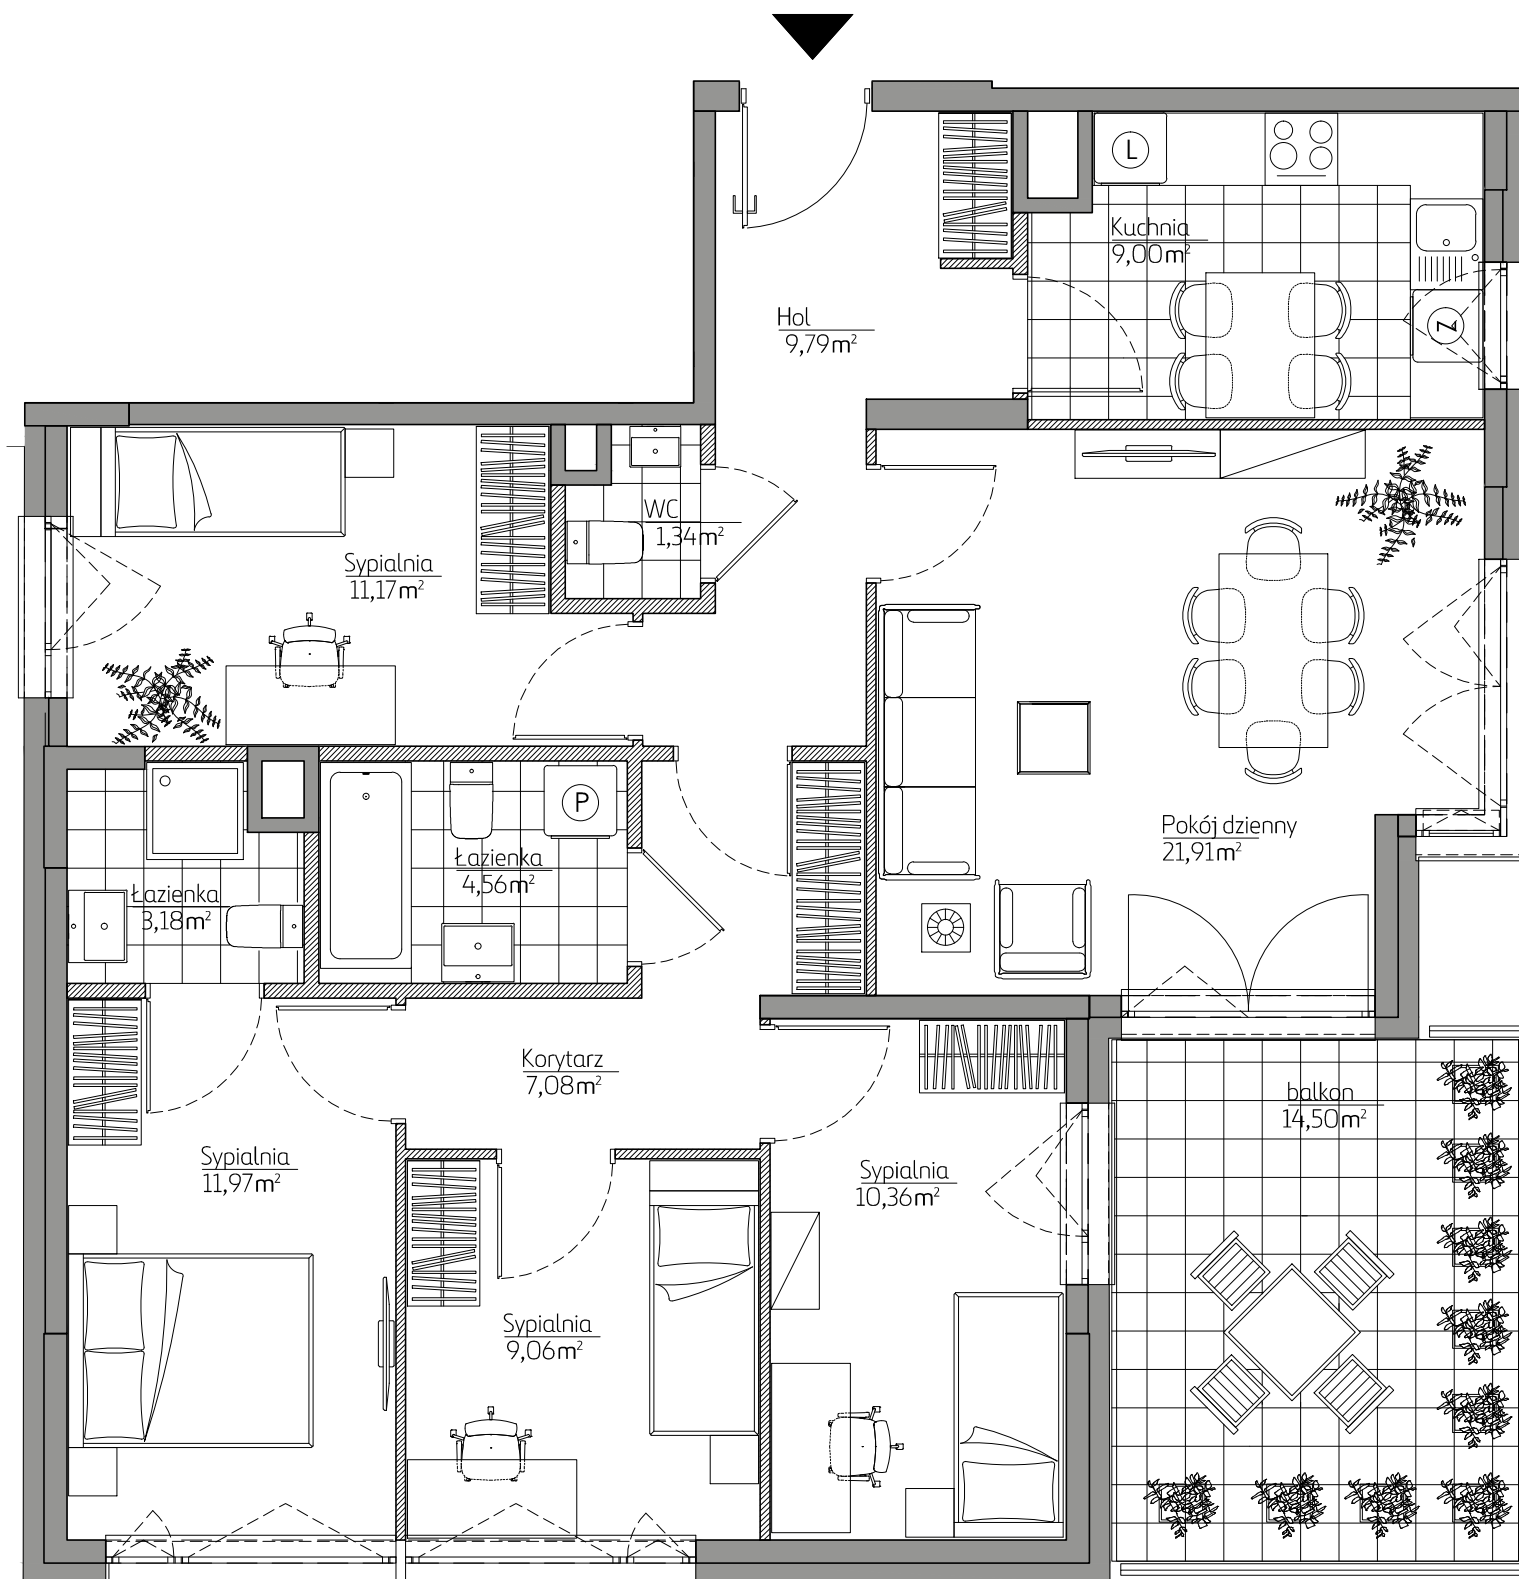 L
Kuchnia
9,00m²
Hol
9,79m²
Z
WC
1,34m²
Sypialnia
11,17m²
P
Pokój dzienny
21,91m²
Łazienka
4,56m²
Łazienka
3,18m²
Korytarz
7,08m²
balkon
14,50m²
Sypialnia
11,97m²
Sypialnia
10,36m²
Sypialnia
9,06m²